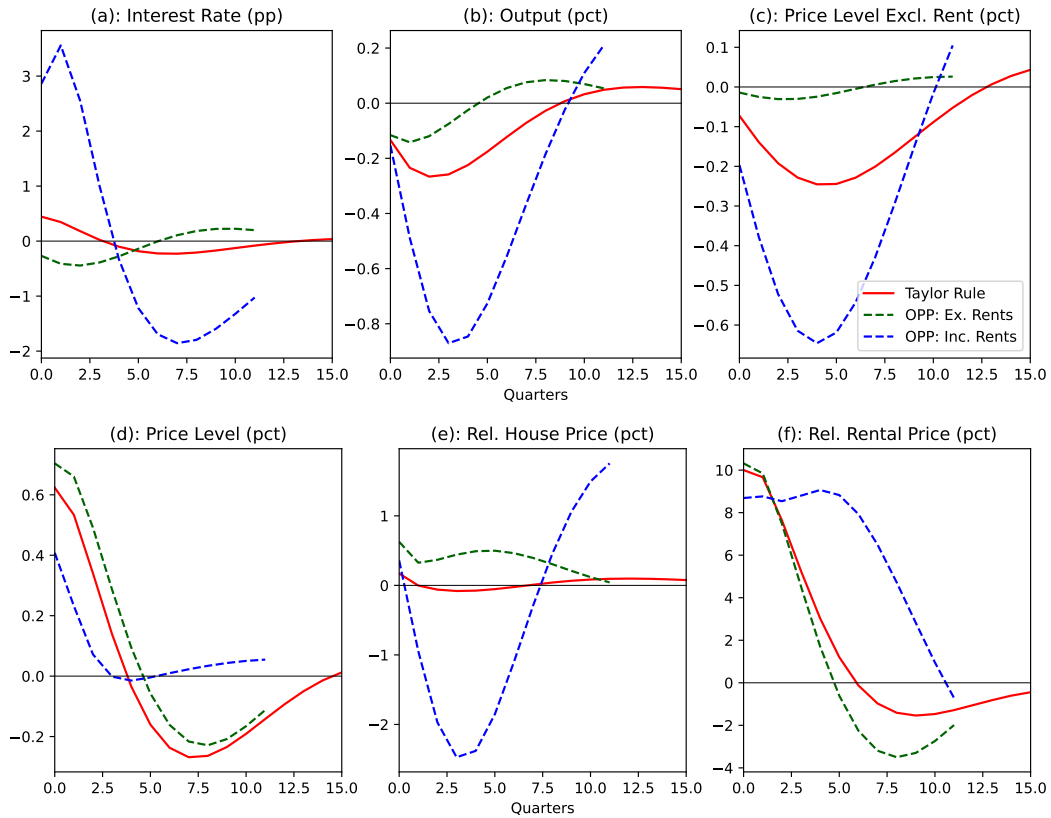 (a): Interest Rate (pp)
(b): Output (pct)
(c): Price Level Excl. Rent (pct)
3
2
1
0
−1
−2
0.2
0.0
−0.2
−0.4
−0.6
−0.8
0.1
0.0
−0.1
−0.2
−0.3
−0.4
−0.5
−0.6
Taylor Rule
OPP: Ex. Rents
OPP: Inc. Rents
0.0 2.5 5.0 7.5 10.0 12.5 15.0
0.0 2.5 5.0 7.5 10.0 12.5 15.0
0.0 2.5 5.0 7.5 10.0 12.5 15.0
Quarters
(d): Price Level (pct)
(e): Rel. House Price (pct)
(f): Rel. Rental Price (pct)
0.6
0.4
0.2
0.0
−0.2
1
0
−1
−2
10
8
6
4
2
0
−2
−4
0.0 2.5 5.0 7.5 10.0 12.5 15.0
0.0 2.5 5.0 7.5 10.0 12.5 15.0
0.0 2.5 5.0 7.5 10.0 12.5 15.0
Quarters